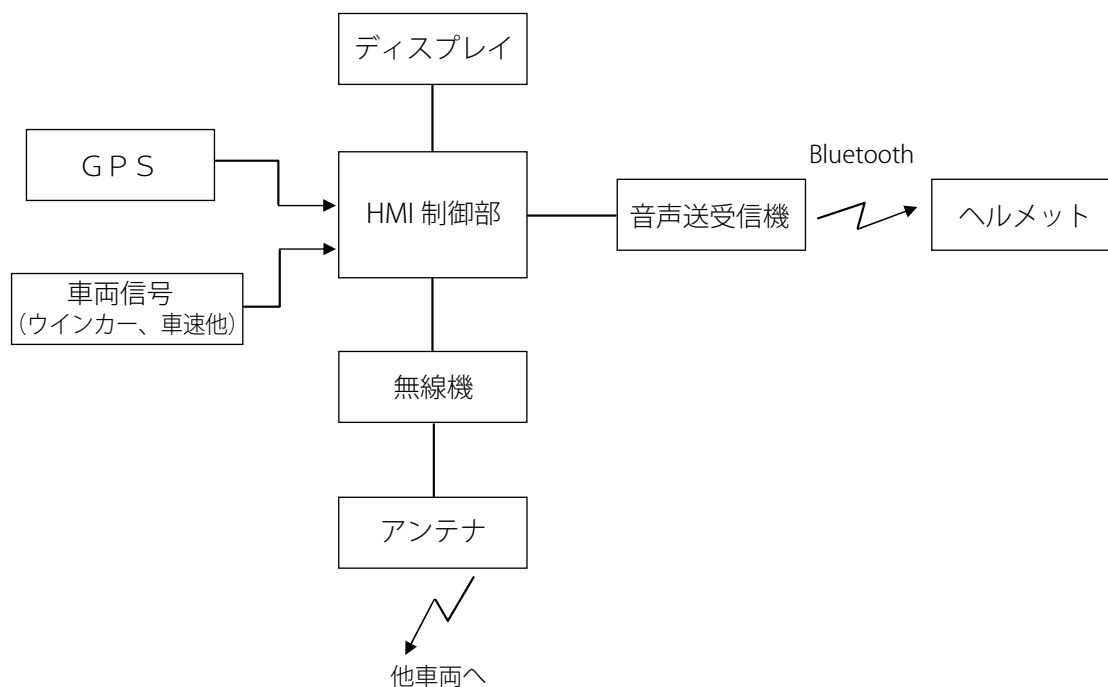 ディスプレイ
GPS
HMI 制御部
Bluetooth
音声送受信機
ヘルメット
車両信号
(ウインカー、車速他)
無線機
アンテナ
他車両へ